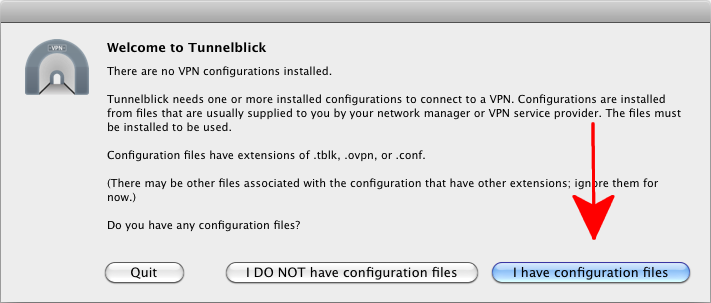 VPN
Welcome to Tunnelblick
There are no VPN configurations installed.
Tunnelblick needs one or more installed configurations to connect to a VPN. Configurations are installed
from files that are usually supplied to you by your network manager or VPN service provider. The files must
be installed to be used.
Configuration files have extensions of .tblk, .ovpn, or .conf.
(There may be other files associated with the configuration that have other extensions; ignore them for
now.)
Do you have any configuration files?
Quit
I DO NOT have configuration files
I have configuration files